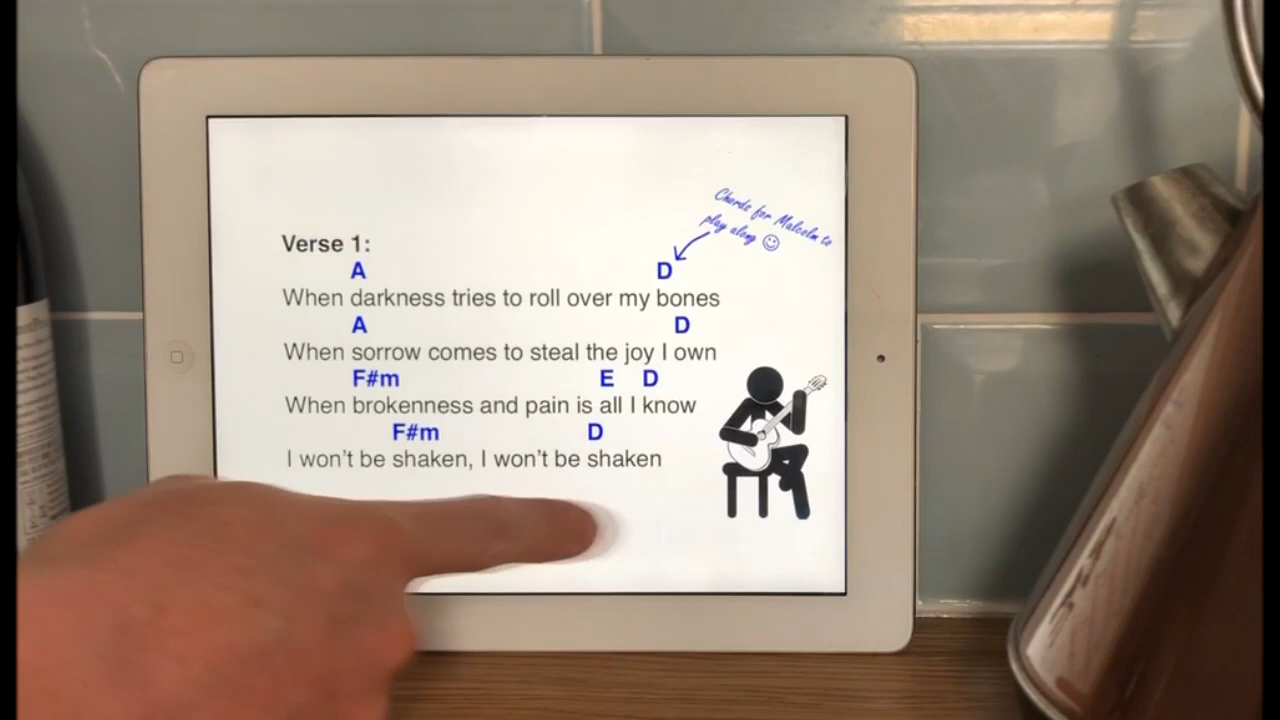 Chords for Malcolm to
play along
Verse 1:
A D
When darkness tries to roll over my bones
A D
When sorrow comes to steal the joy I own
F#m E D
When brokenness and pain is all I know
F#m D
I won't be shaken, I won't be shaken